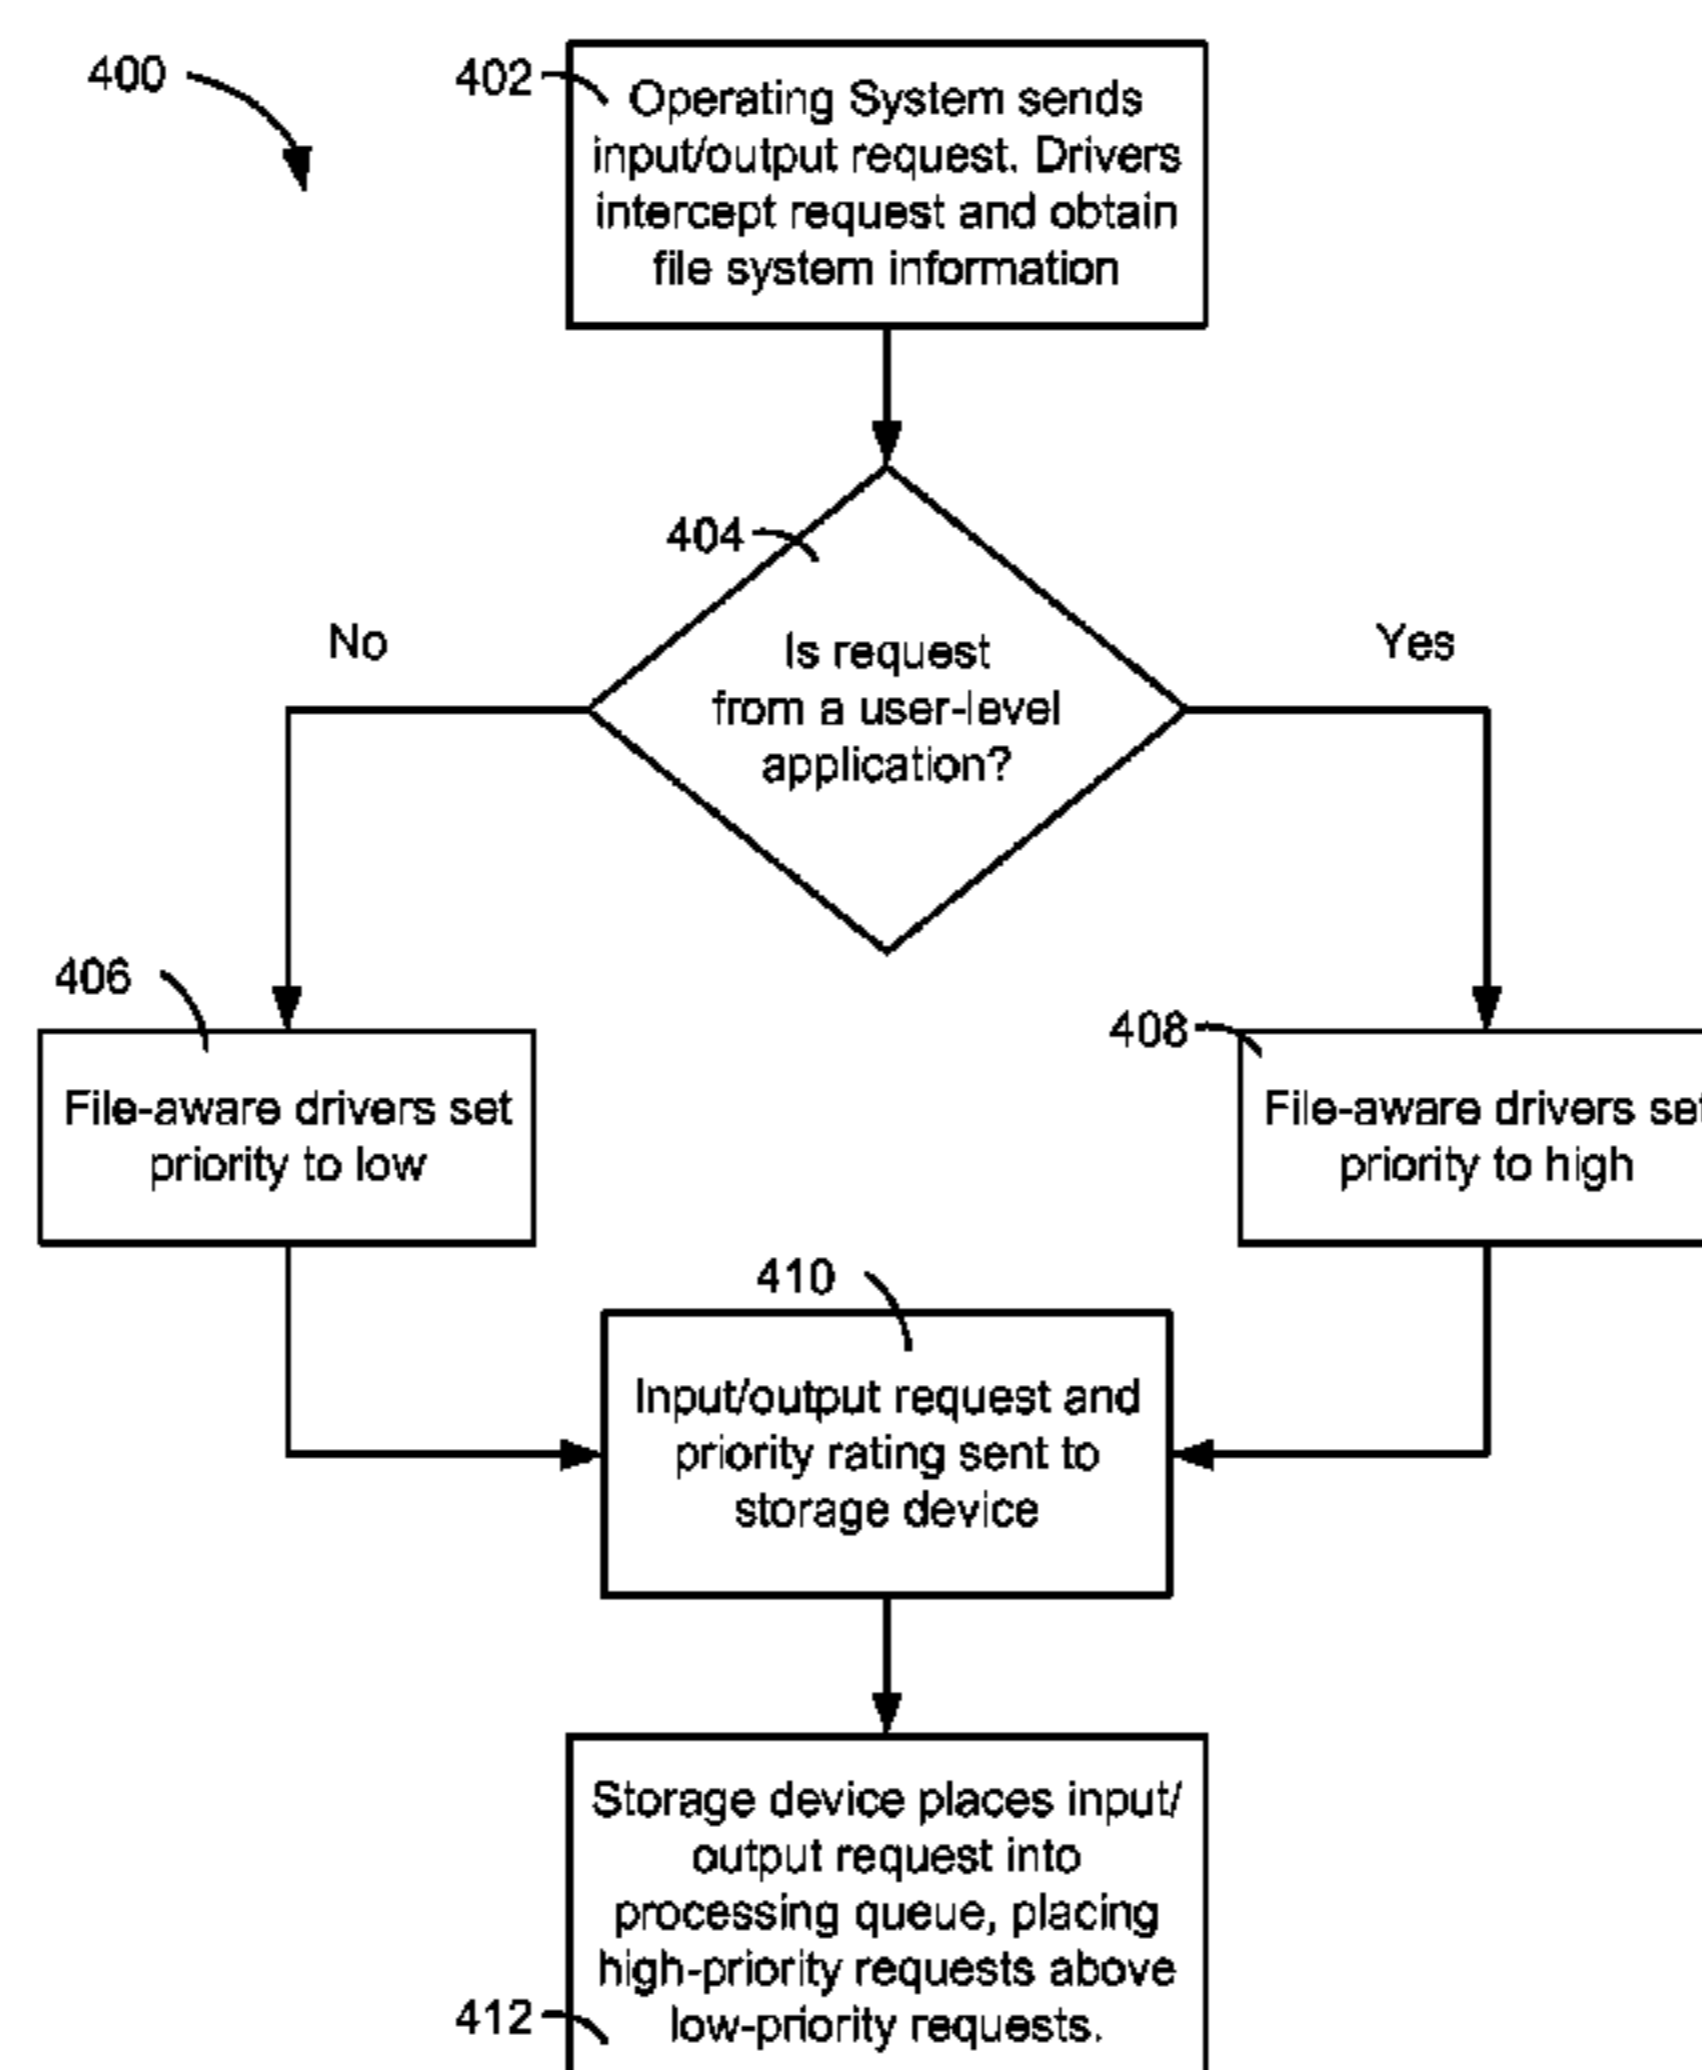 400
402
Operating System sends
input/output request. Drivers
intercept request and obtain
file system information
404
No
Yes
Is request
from a user-level
application?
406
408
File-aware drivers set
priority to low
File-aware drivers set
priority to high
410
Input/output request and
priority rating sent to
storage device
Storage device places input/
output request into
processing queue, placing
high-priority requests above
low-priority requests.
412